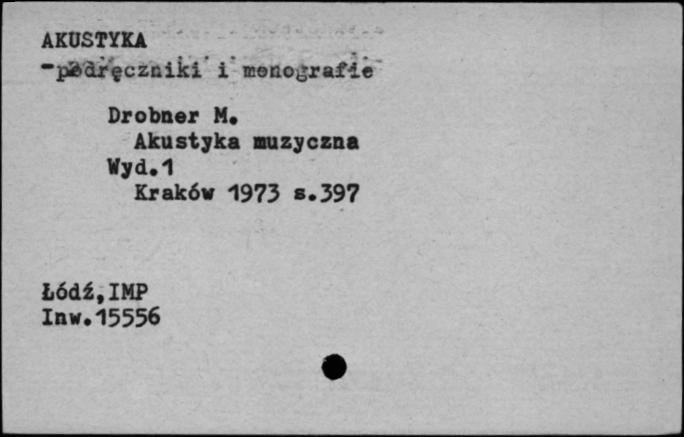 AKUSTYKA
-podręczniki i monografie
Drobner M.
Akustyka muzyczna
Wyd.1
Kraków 1973 s.397
Łódź,IMP
Inw.15556